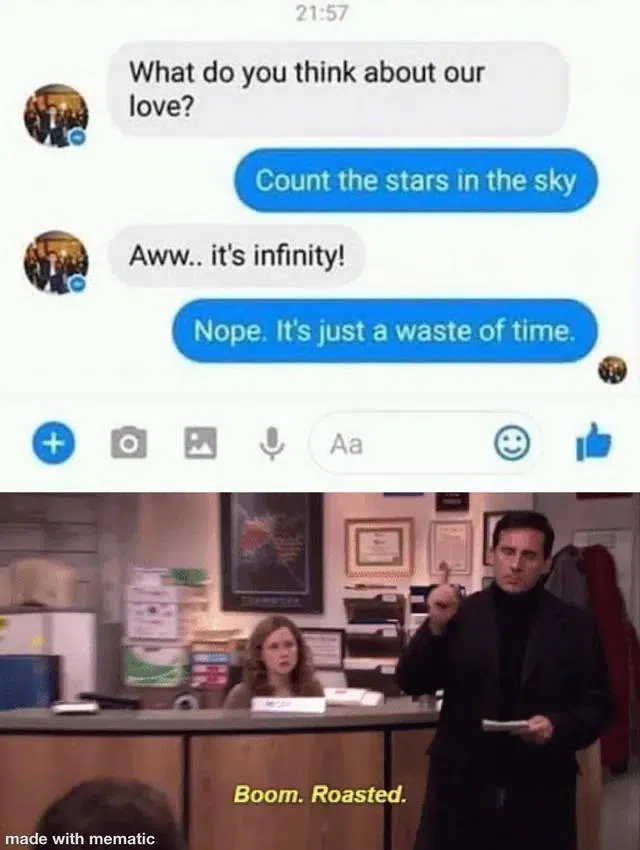 21:57
What do you think about our
love?
Count the stars in the sky
Aww.. it's infinity!
Nope. It's just a waste of time.
Aa
Boom. Roasted.
made with mematic